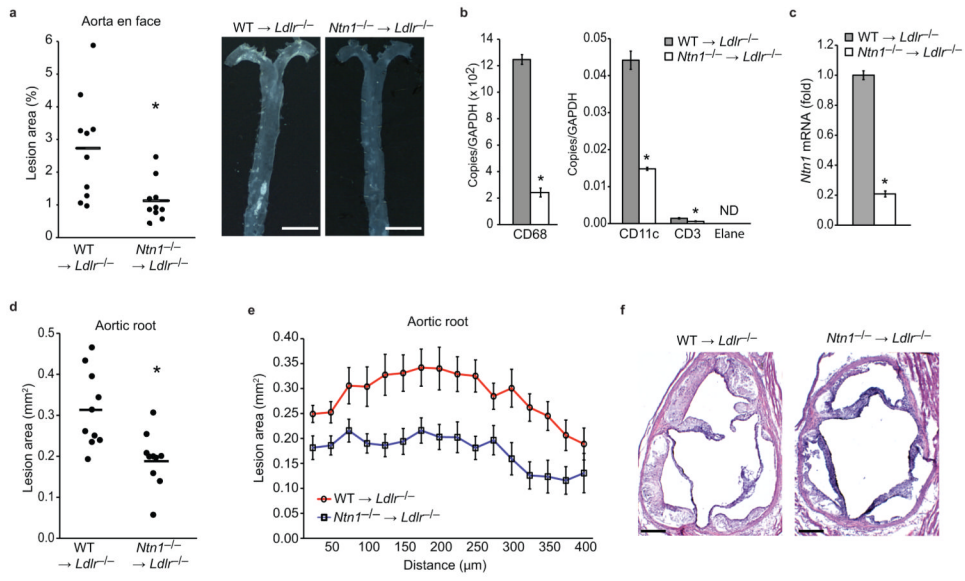 a
Aorta en face
Lesion area (%)
6
5
4
3
2
1
0
*
WT
→ Ldlr–/–
Ntn1–/–
→ Ldlr–/–
WT → Ldlr–/–
Ntn1–/– → Ldlr–/–
b
Copies/GAPDH (x 10²)
14
12
10
8
6
4
2
0
*
CD68
Copies/GAPDH
0.05
0.04
0.03
0.02
0.01
0.00
WT → Ldlr–/–
Ntn1–/– → Ldlr–/–
*
*
ND
CD11c
CD3
Elane
c
WT → Ldlr–/–
Ntn1–/– → Ldlr–/–
Ntn1 mRNA (fold)
1.2
1.0
0.8
0.6
0.4
0.2
0
*
d
Aortic root
Lesion area (mm²)
0.5
0.4
0.3
0.2
0.1
0
*
WT
→ Ldlr–/–
Ntn1–/–
→ Ldlr–/–
e
Aortic root
Lesion area (mm²)
0.40
0.35
0.30
0.25
0.20
0.15
0.10
0.05
0.00
WT → Ldlr–/–
Ntn1–/– → Ldlr–/–
50 100 150 200 250 300 350 400
Distance (µm)
f
WT → Ldlr–/–
Ntn1–/– → Ldlr–/–